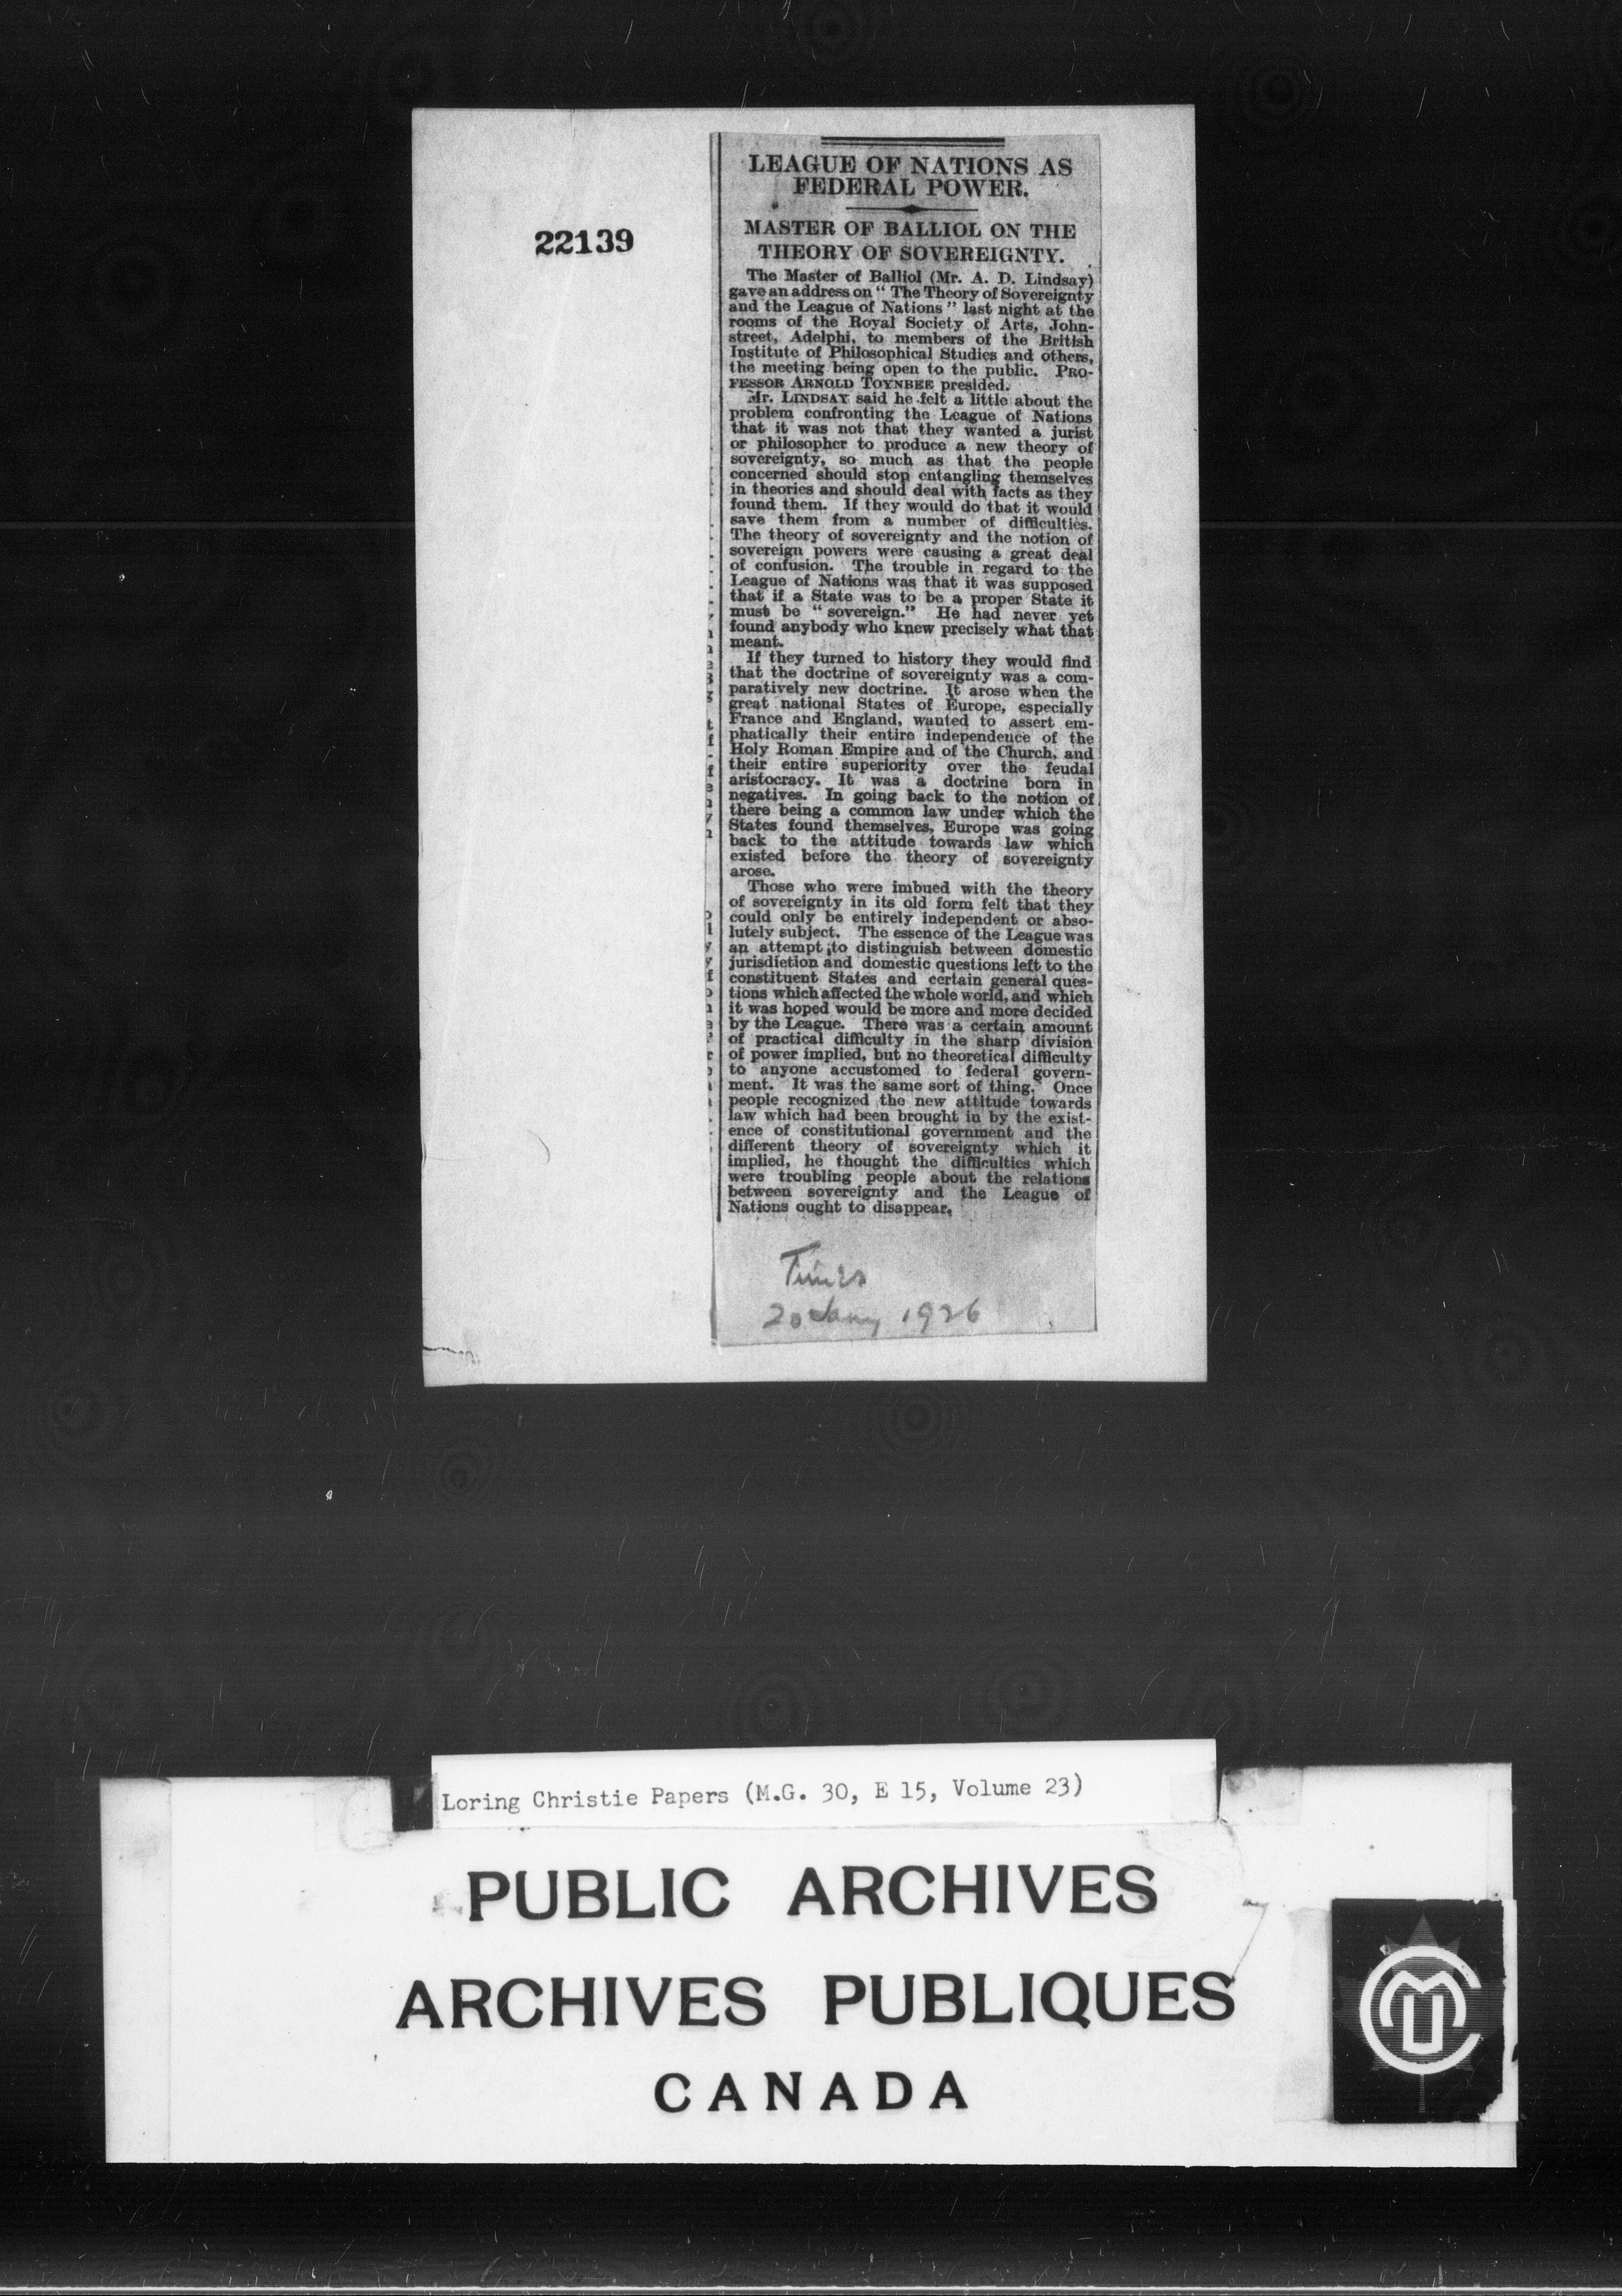 22139
LEAGUE OF NATIONS AS
FEDERAL POWER.
MASTER OF BALLIOL ON THE
THEORY OF SOVEREIGNTY.
The Master of Balliol (Mr. A. D. Lindsay)
gave an address on “ The Theory of Sovereignty
and the League of Nations ” last night at the
rooms of the Royal Society of Arts, John-
street, Adelphi, to members of the British
Institute of Philosophical Studies and others,
the meeting being open to the public. PRO-
FESSOR ARNOLD TOYNBEE presided.
Mr. LINDSAY said he felt a little about the
problem confronting the League of Nations
that it was not that they wanted a jurist
or philosopher to produce a new theory of
sovereignty, so much as that the people
concerned should stop entangling themselves
in theories and should deal with facts as they
found them. If they would do that it would
save them from a number of difficulties.
The theory of sovereignty and the notion of
sovereign powers were causing a great deal
of confusion. The trouble in regard to the
League of Nations was that it was supposed
that if a State was to be a proper State it
must be “ sovereign.” He had never yet
found anybody who knew precisely what that
meant.
If they turned to history they would find
that the doctrine of sovereignty was a com-
paratively new doctrine. It arose when the
great national States of Europe, especially
France and England, wanted to assert em-
phatically their entire independence of the
Holy Roman Empire and of the Church, and
their entire superiority over the feudal
aristocracy. It was a doctrine born in
negatives. In going back to the notion of
there being a common law under which the
States found themselves, Europe was going
back to the attitude towards law which
existed before the theory of sovereignty
arose.
Those who were imbued with the theory
of sovereignty in its old form felt that they
could only be entirely independent or abso-
lutely subject. The essence of the League was
an attempt to distinguish between domestic
jurisdiction and domestic questions left to the
constituent States and certain general ques-
tions which affected the whole world, and which
it was hoped would be more and more decided
by the League. There was a certain amount
of practical difficulty in the sharp division
of power implied, but no theoretical difficulty
to anyone accustomed to federal govern-
ment. It was the same sort of thing. Once
people recognized the new attitude towards
law which had been brought in by the exist-
ence of constitutional government and the
different theory of sovereignty which it
implied, he thought the difficulties which
were troubling people about the relations
between sovereignty and the League of
Nations ought to disappear.
Times
20 Jany 1926
Loring Christie Papers (M.G. 30, E 15, Volume 23)
PUBLIC ARCHIVES
ARCHIVES PUBLIQUES
CANADA